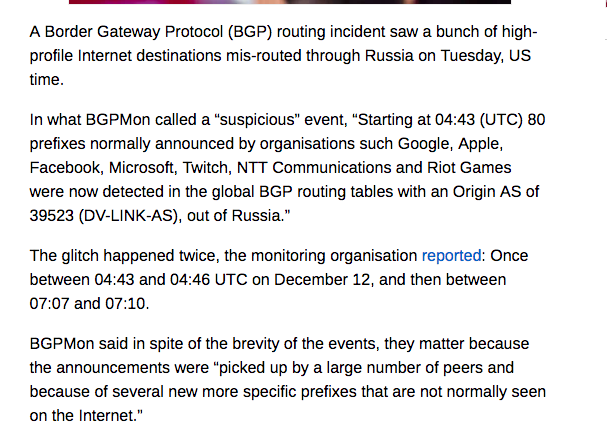 A Border Gateway Protocol (BGP) routing incident saw a bunch of high-
profile Internet destinations mis-routed through Russia on Tuesday, US
time.
In what BGPMon called a “suspicious” event, “Starting at 04:43 (UTC) 80
prefixes normally announced by organisations such Google, Apple,
Facebook, Microsoft, Twitch, NTT Communications and Riot Games
were now detected in the global BGP routing tables with an Origin AS of
39523 (DV-LINK-AS), out of Russia.”
The glitch happened twice, the monitoring organisation reported: Once
between 04:43 and 04:46 UTC on December 12, and then between
07:07 and 07:10.
BGPMon said in spite of the brevity of the events, they matter because
the announcements were “picked up by a large number of peers and
because of several new more specific prefixes that are not normally seen
on the Internet.”